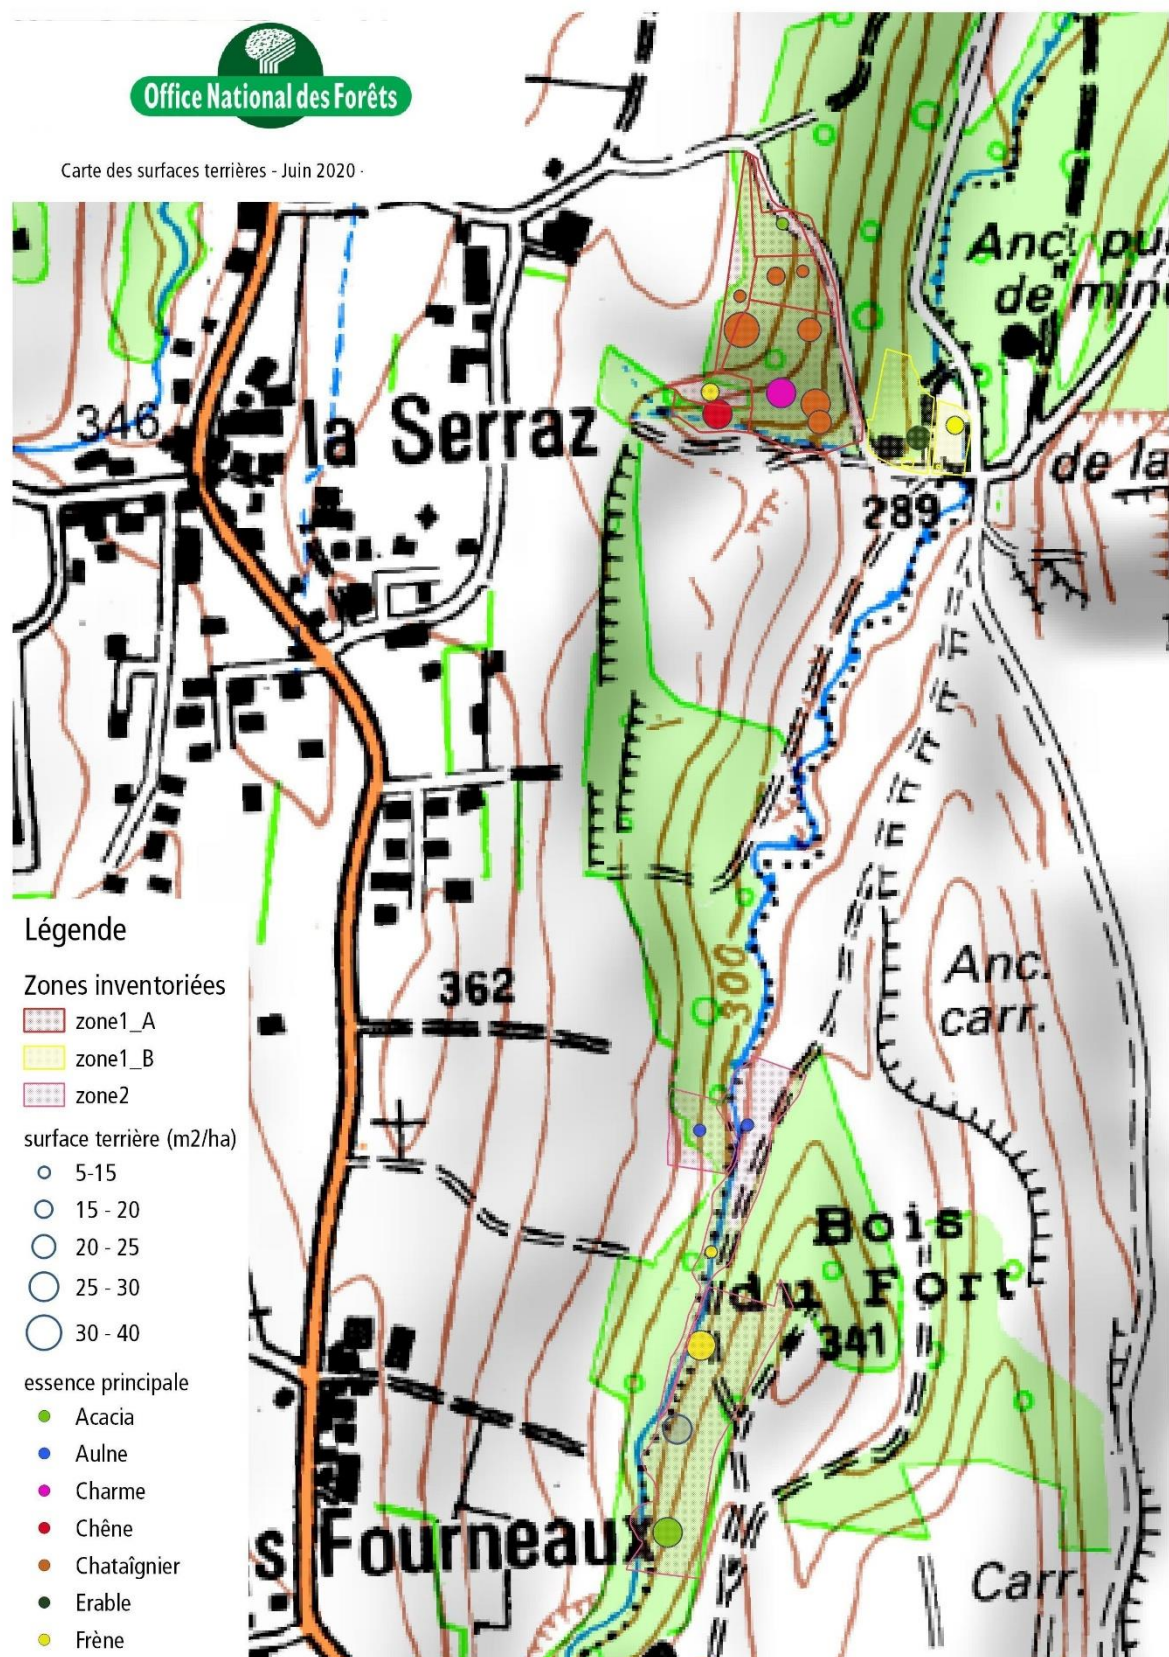 Office National des Forêts
Carte des surfaces terrières - Juin 2020 -
Anc. pu
de mine
346
la Serraz
de la
289
Légende
Zones inventoriées
zone1_A
zone1_B
zone2
surface terrière (m2/ha)
5-15
15 - 20
20 - 25
25 - 30
30 - 40
essence principale
Acacia
Aulne
Charme
Chêne
Chataîgnier
Erable
Frène
362
300
Anc.
carr.
Bois
du Fort
341
s Fourneaux
Carr.